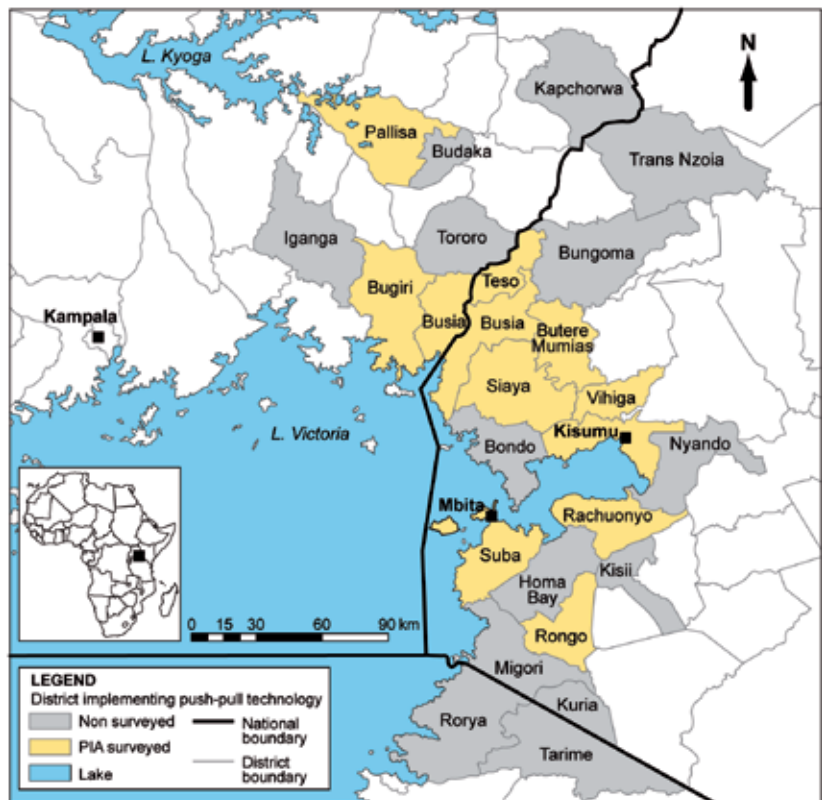 L. Kyoga
N
Kapchorwa
Pallisa
Budaka
Trans Nzoia
Iganga
Tororo
Bungoma
Teso
Bugiri
Kampala
Busia
Busia
Butere
Mumias
Siaya
Vihiga
L. Victoria
Kisumu
Bondo
Nyando
Mbita
Rachuonyo
Suba
Kisii
Homa
Bay
Rongo
0 15 30 60 90 km
Migori
Kuria
Rorya
Tarime
LEGEND
District implementing push-pull technology
Non surveyed
National
boundary
PIA surveyed
Lake
District
boundary